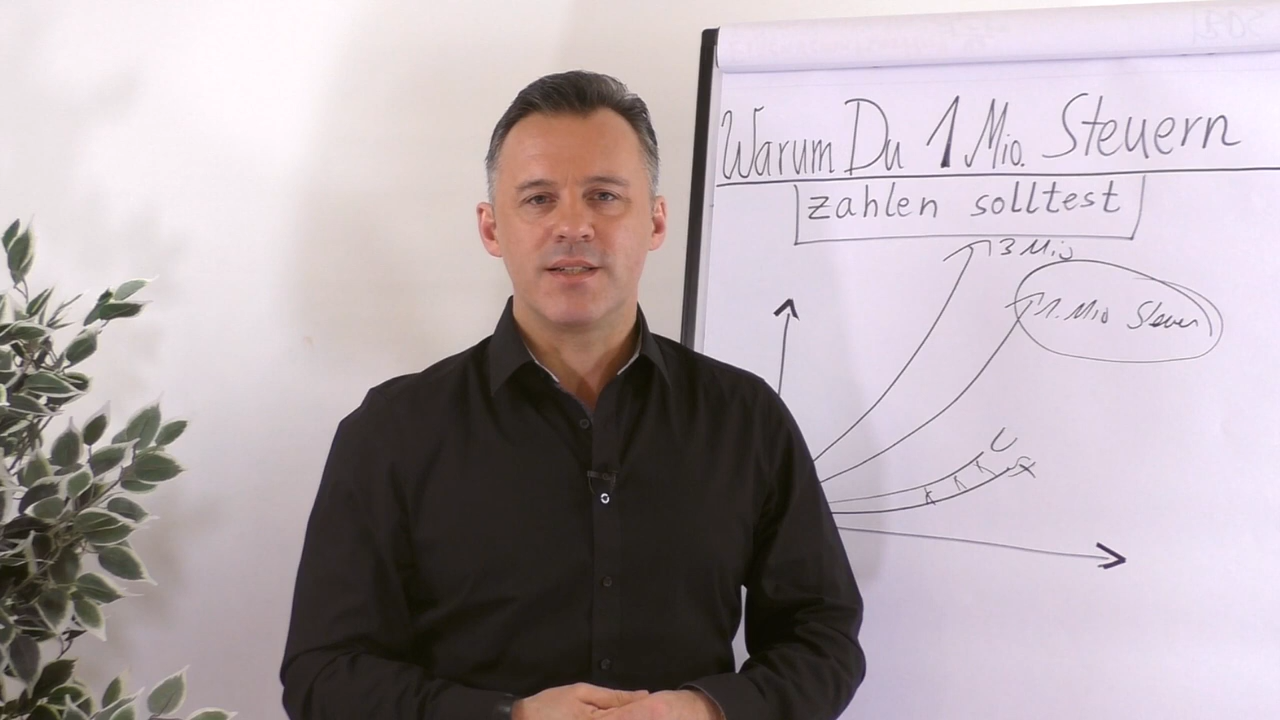 Warum Du 1 Mio. Steuern
zahlen solltest
3 Mio
1. Mio Steuer